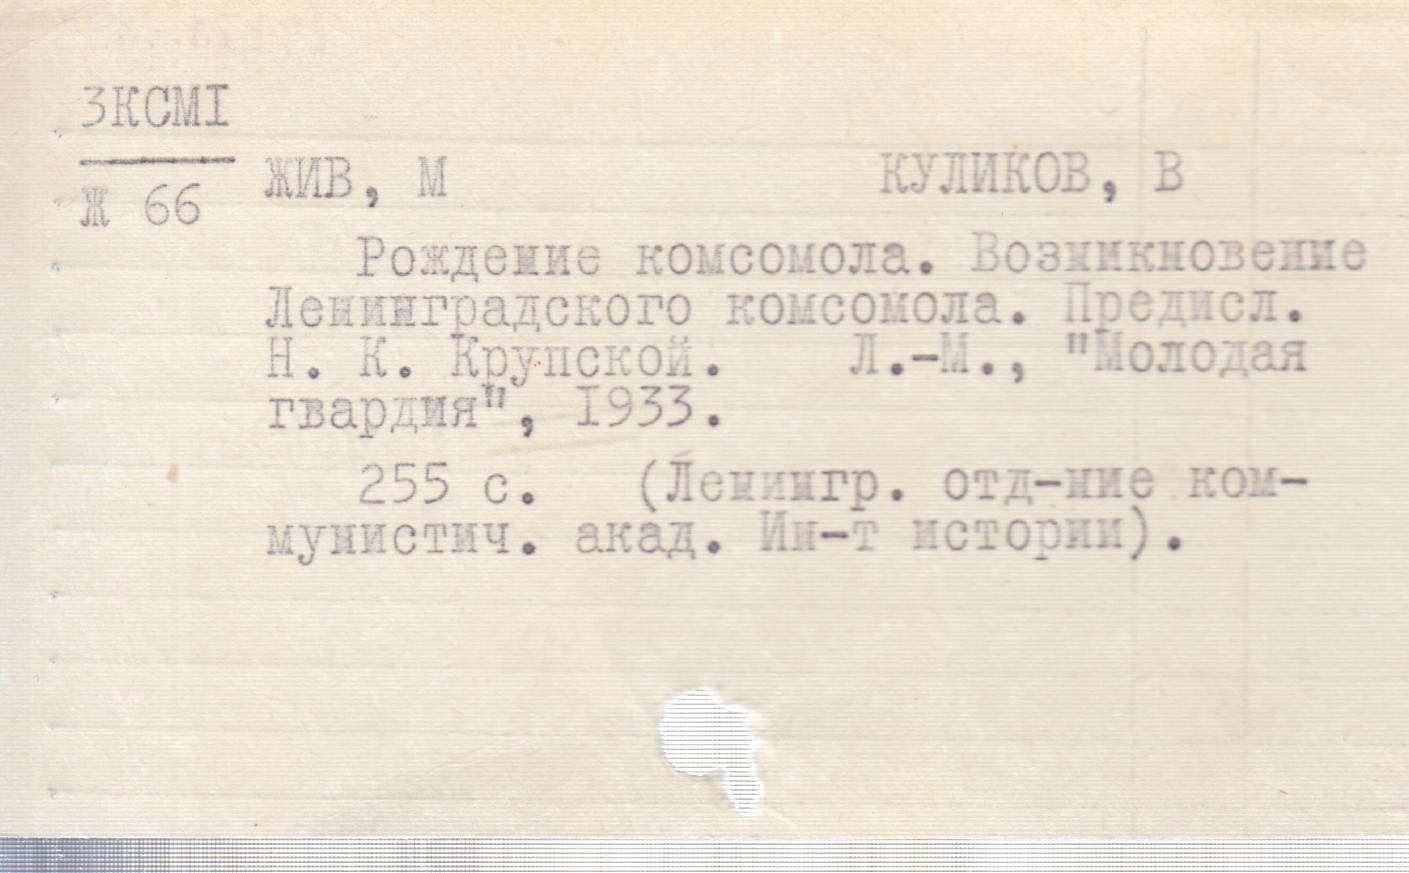 3КСМI
Ж 66
ЖИВ, М КУЛИКОВ, В
Рождение комсомола. Возникновение
Ленинградского комсомола. Предисл.
Н. К. Крупской. Л.-М., "Молодая
гвардия", I933.
255 с. (Ленингр. отд-ние ком-
мунистич. акад. Ин-т истории).